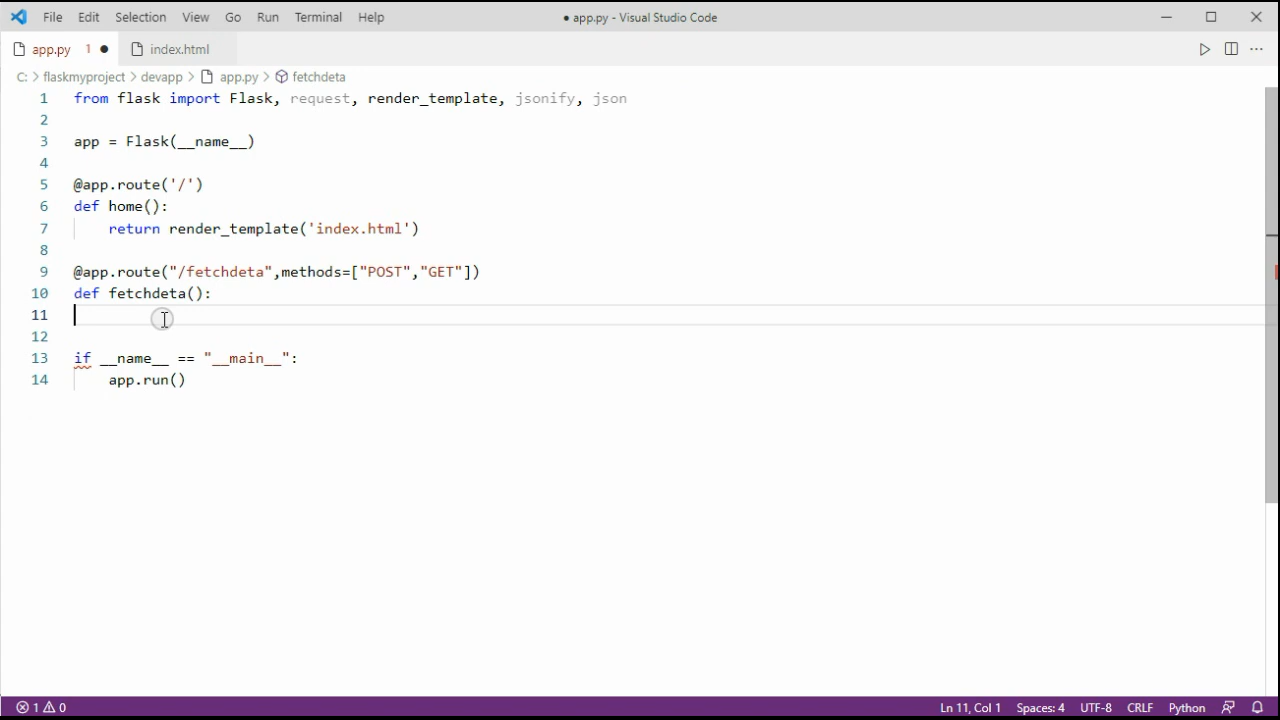 File Edit Selection View Go Run Terminal Help ● app.py - Visual Studio Code
app.py 1 ● index.html
C: > flaskmyproject > devapp > app.py > fetchdeta
1 from flask import Flask, request, render_template, jsonify, json
2
3 app = Flask(__name__)
4
5 @app.route('/')
6 def home():
7 return render_template('index.html')
8
9 @app.route("/fetchdeta",methods=["POST","GET"])
10 def fetchdeta():
11
12
13 if __name__ == "__main__":
14 app.run()
1 0 Ln 11, Col 1 Spaces: 4 UTF-8 CRLF Python